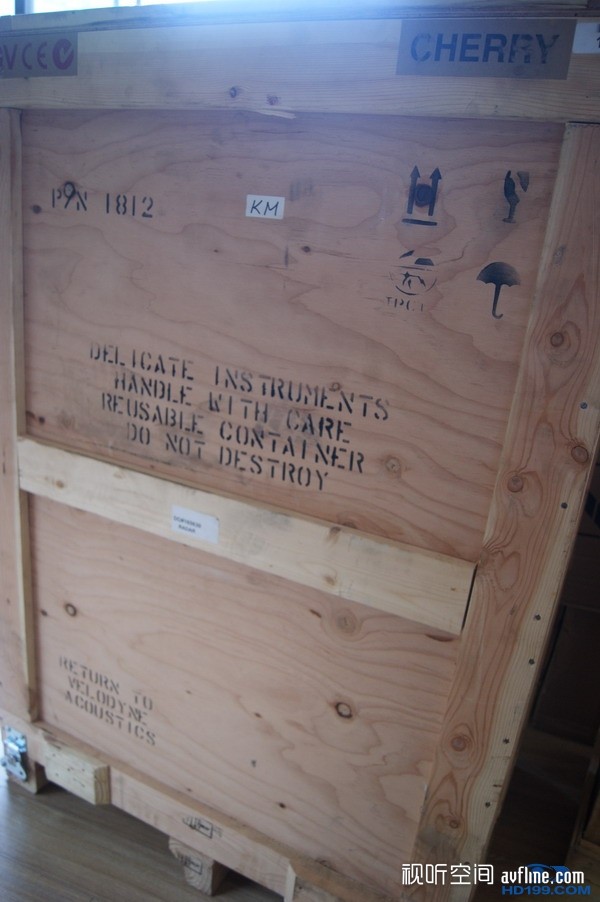 CE
CHERRY
P/N 1812
KM
DELICATE INSTRUMENTS
HANDLE WITH CARE
REUSABLE CONTAINER
DO NOT DESTROY
RETURN TO
VELODYNE
ACOUSTICS
视听空间 avfline.com
HD199.COM